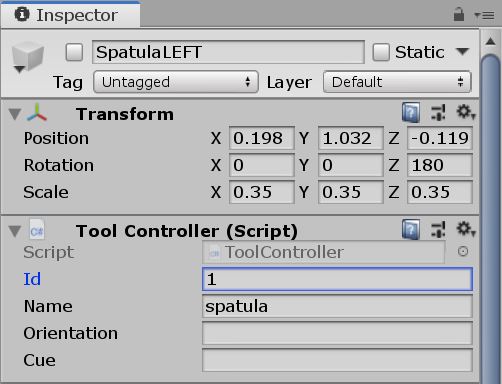 Inspector
SpatulaLEFT Static
Tag Untagged Layer Default
Transform
Position X 0.198 Y 1.032 Z -0.119
Rotation X 0 Y 0 Z 180
Scale X 0.35 Y 0.35 Z 0.35
C# Tool Controller (Script)
Script ToolController
Id 1
Name spatula
Orientation
Cue